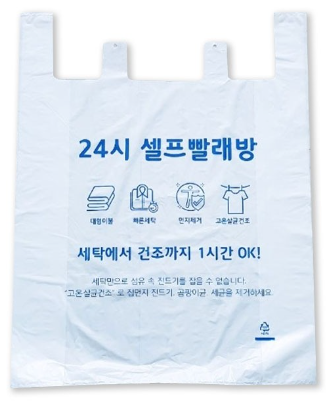 24시 셀프빨래방
대형이불 빠른세탁 먼지제거 고온살균건조
세탁에서 건조까지 1시간 OK!
세탁만으로 섬유 속 진드기를 잡을 수 없습니다.
"고온살균건조" 로 집먼지 진드기, 곰팡이균, 세균을 제거하세요.